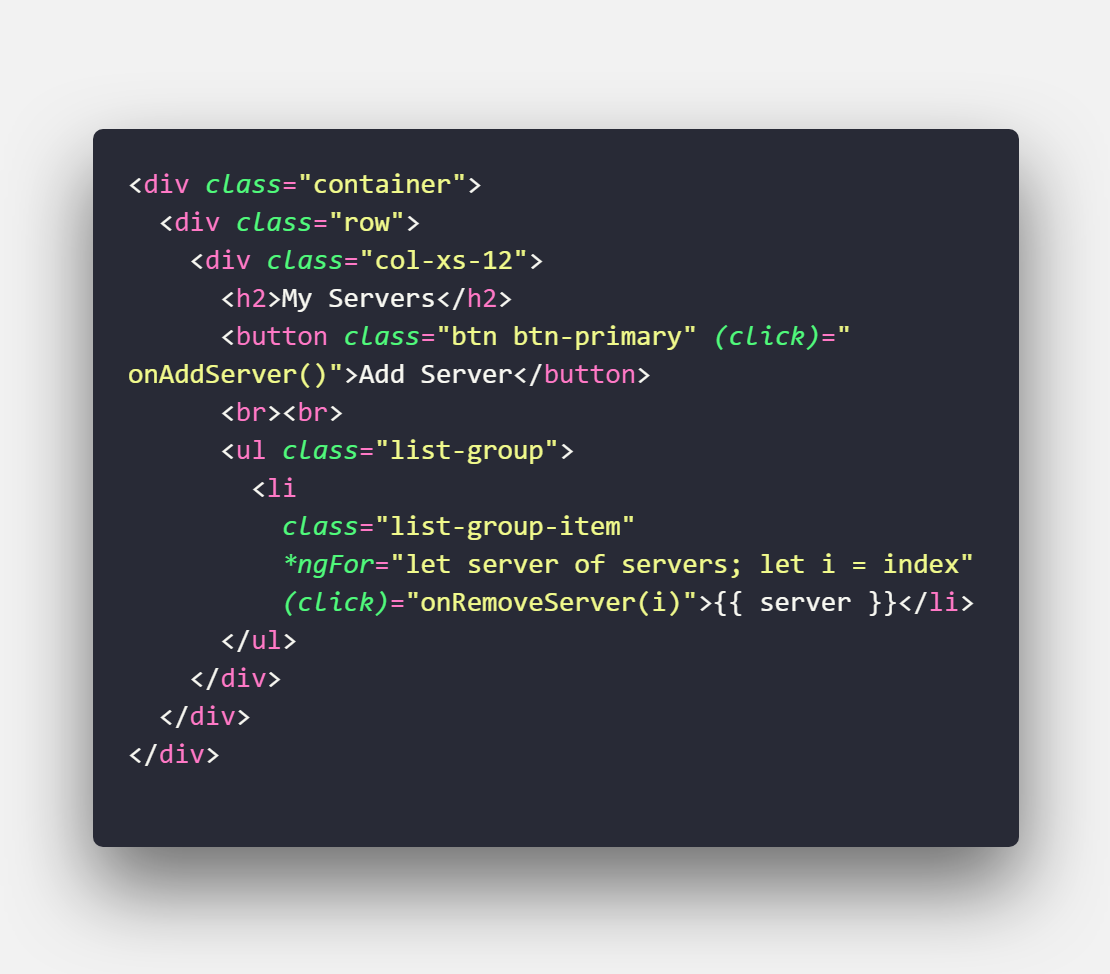 <div class="container">
  <div class="row">
    <div class="col-xs-12">
      <h2>My Servers</h2>
      <button class="btn btn-primary" (click)="
onAddServer()">Add Server</button>
      <br><br>
      <ul class="list-group">
        <li
          class="list-group-item"
          *ngFor="let server of servers; let i = index"
          (click)="onRemoveServer(i)">{{ server }}</li>
      </ul>
    </div>
  </div>
</div>